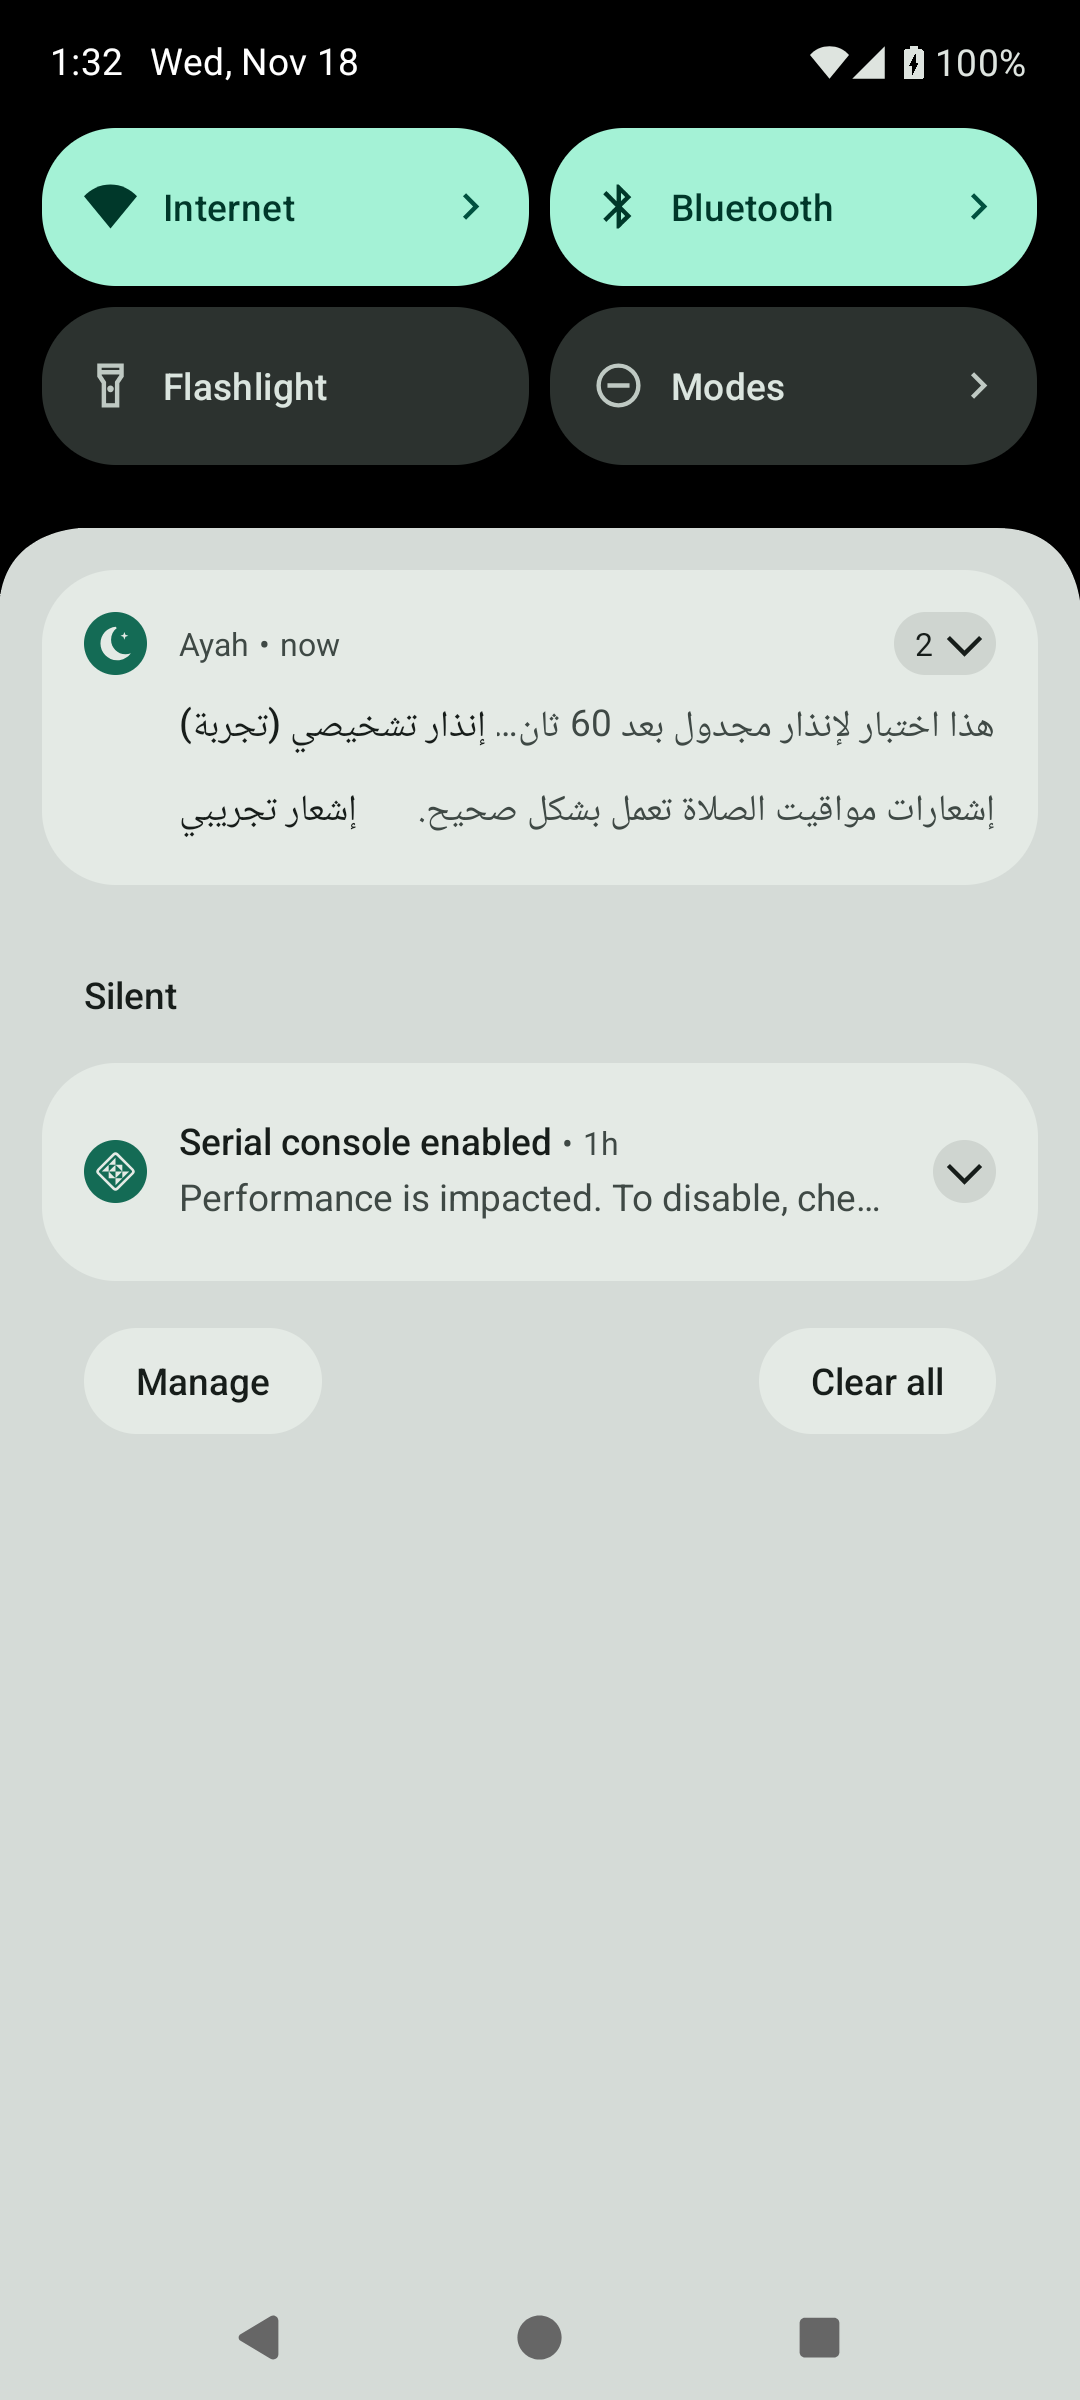 1:32 Wed, Nov 18 100%
Internet Bluetooth
Flashlight Modes
Ayah • now 2
إنذار تشخيصي (تجربة) هذا اختبار لإنذار مجدول بعد 60 ثان…
إشعار تجريبي إشعارات مواقيت الصلاة تعمل بشكل صحيح.
Silent
Serial console enabled • 1h
Performance is impacted. To disable, che…
Manage Clear all